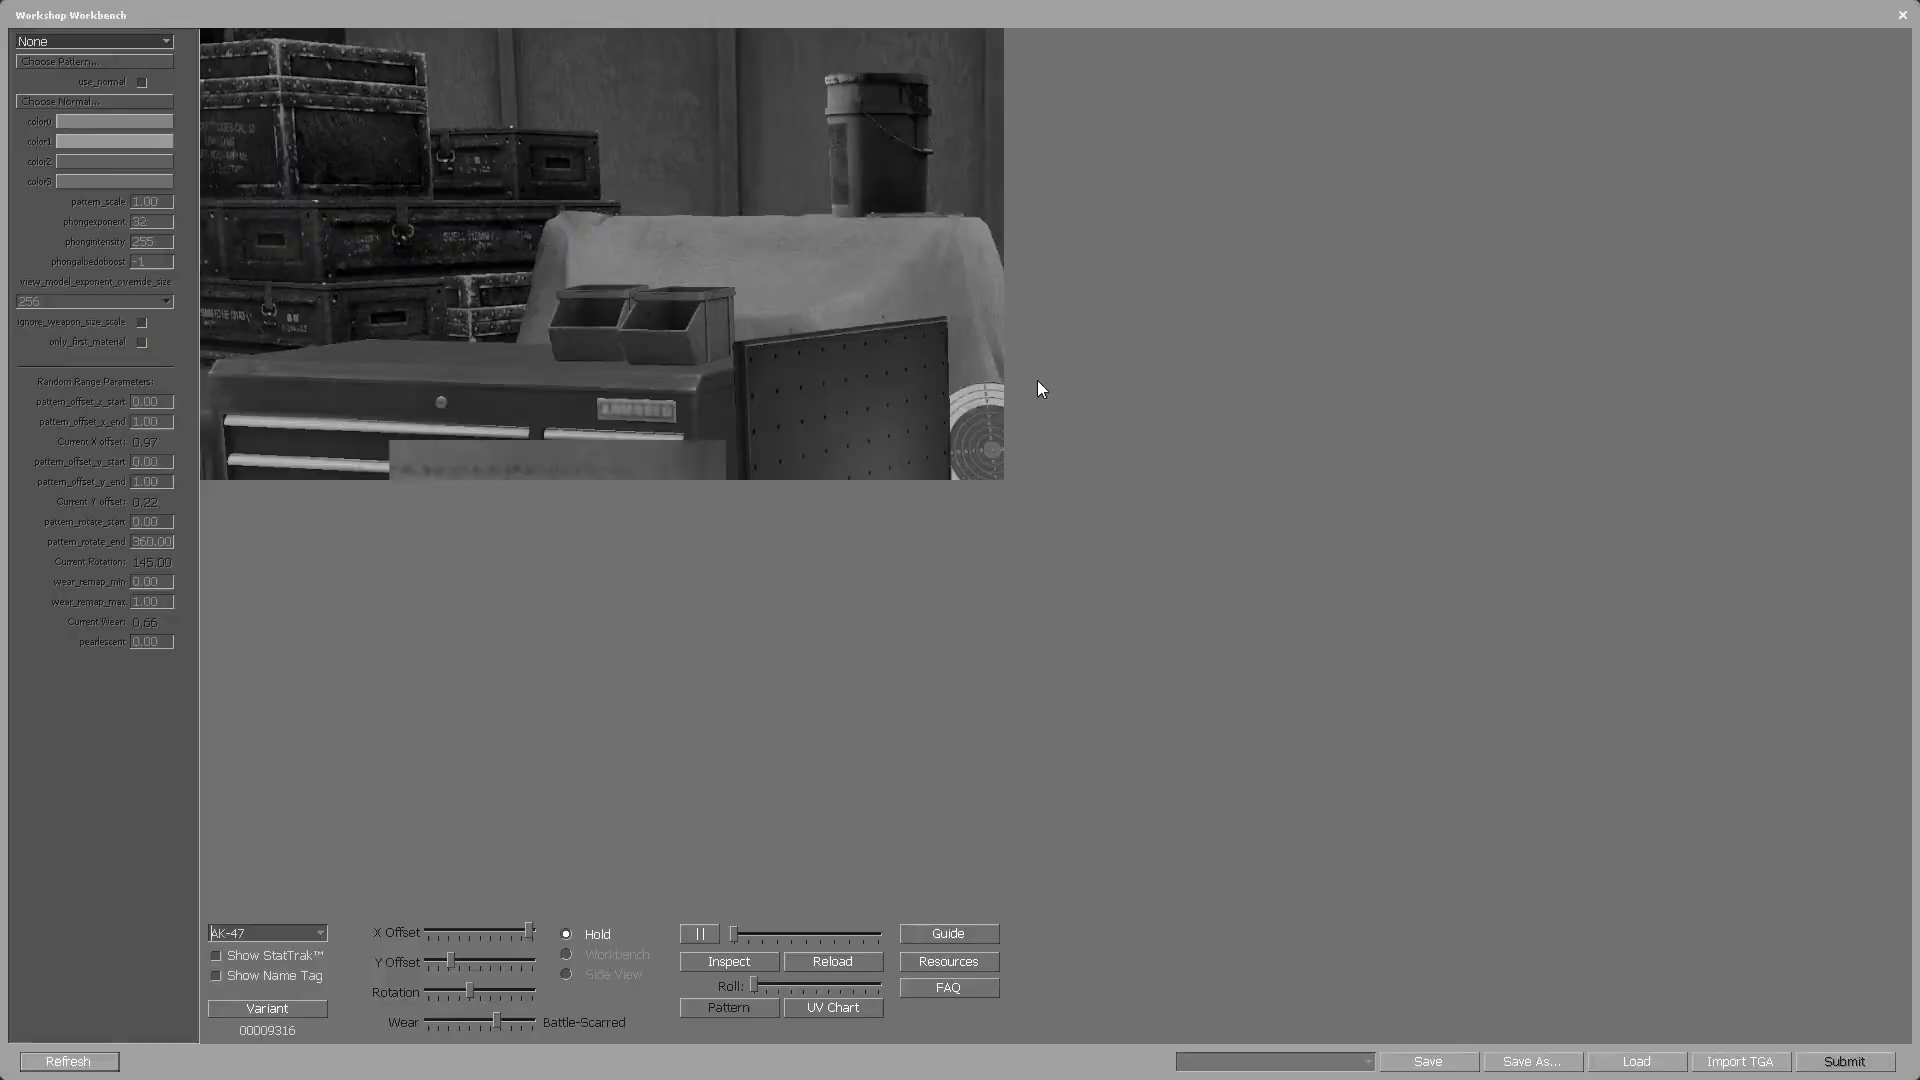 Workshop Workbench
None
Choose Pattern...
use_normal
Choose Normal...
color0
color1
color2
color3
pattern_scale 1.00
phongexponent 32
phongintensity 255
phongalbedoboost -1
view_model_exponent_override_size
256
ignore_weapon_size_scale
only_first_material
Random Range Parameters:
pattern_offset_x_start 0.00
pattern_offset_x_end 1.00
Current X offset: 0.97
pattern_offset_y_start 0.00
pattern_offset_y_end 1.00
Current Y offset: 0.22
pattern_rotate_start 0.00
pattern_rotate_end 360.00
Current Rotation: 145.00
wear_remap_min 0.00
wear_remap_max 1.00
Current Wear: 0.66
pearlescent 0.00
AK-47
Show StatTrak™
Show Name Tag
Variant
00009316
X Offset
Y Offset
Rotation
Wear
Battle-Scarred
Hold
Workbench
Side View
||
Inspect
Reload
Roll:
Pattern
UV Chart
Guide
Resources
FAQ
Refresh
Save
Save As...
Load
Import TGA
Submit